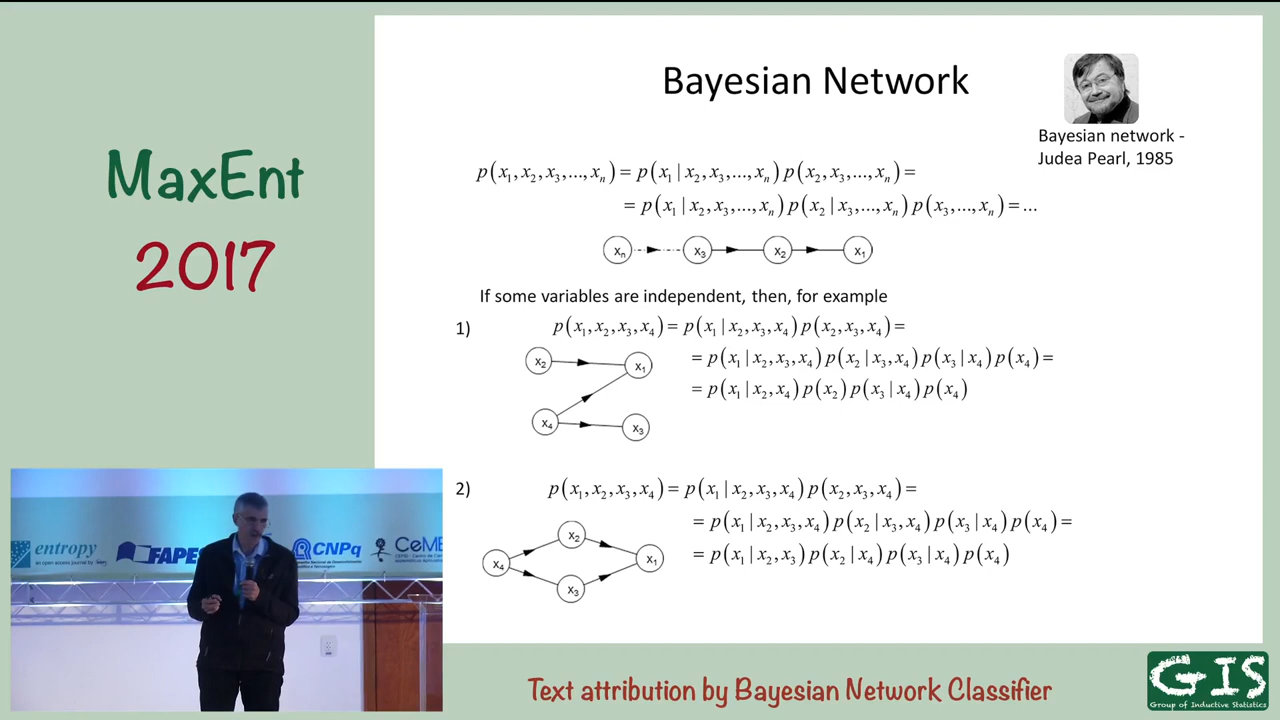 MaxEnt
2017
Bayesian Network
Bayesian network -
Judea Pearl, 1985
p(x₁, x₂, x₃,..., xₙ) = p(x₁ | x₂, x₃,..., xₙ) p(x₂, x₃,..., xₙ) =
= p(x₁ | x₂, x₃,..., xₙ) p(x₂ | x₃,..., xₙ) p(x₃,..., xₙ) = ...
xₙ x₃ x₂ x₁
If some variables are independent, then, for example
1) p(x₁, x₂, x₃, x₄) = p(x₁ | x₂, x₃, x₄) p(x₂, x₃, x₄) =
x₂ x₁
= p(x₁ | x₂, x₃, x₄) p(x₂ | x₃, x₄) p(x₃ | x₄) p(x₄) =
= p(x₁ | x₂, x₄) p(x₂) p(x₃ | x₄) p(x₄)
x₄ x₃
2) p(x₁, x₂, x₃, x₄) = p(x₁ | x₂, x₃, x₄) p(x₂, x₃, x₄) =
= p(x₁ | x₂, x₃, x₄) p(x₂ | x₃, x₄) p(x₃ | x₄) p(x₄) =
x₂
= p(x₁ | x₂, x₃) p(x₂ | x₄) p(x₃ | x₄) p(x₄)
x₄ x₁
x₃
entropy
an open access journal by
FAPES
CNPq
CeME
Text attribution by Bayesian Network Classifier
GIS
Group of Inductive Statistics